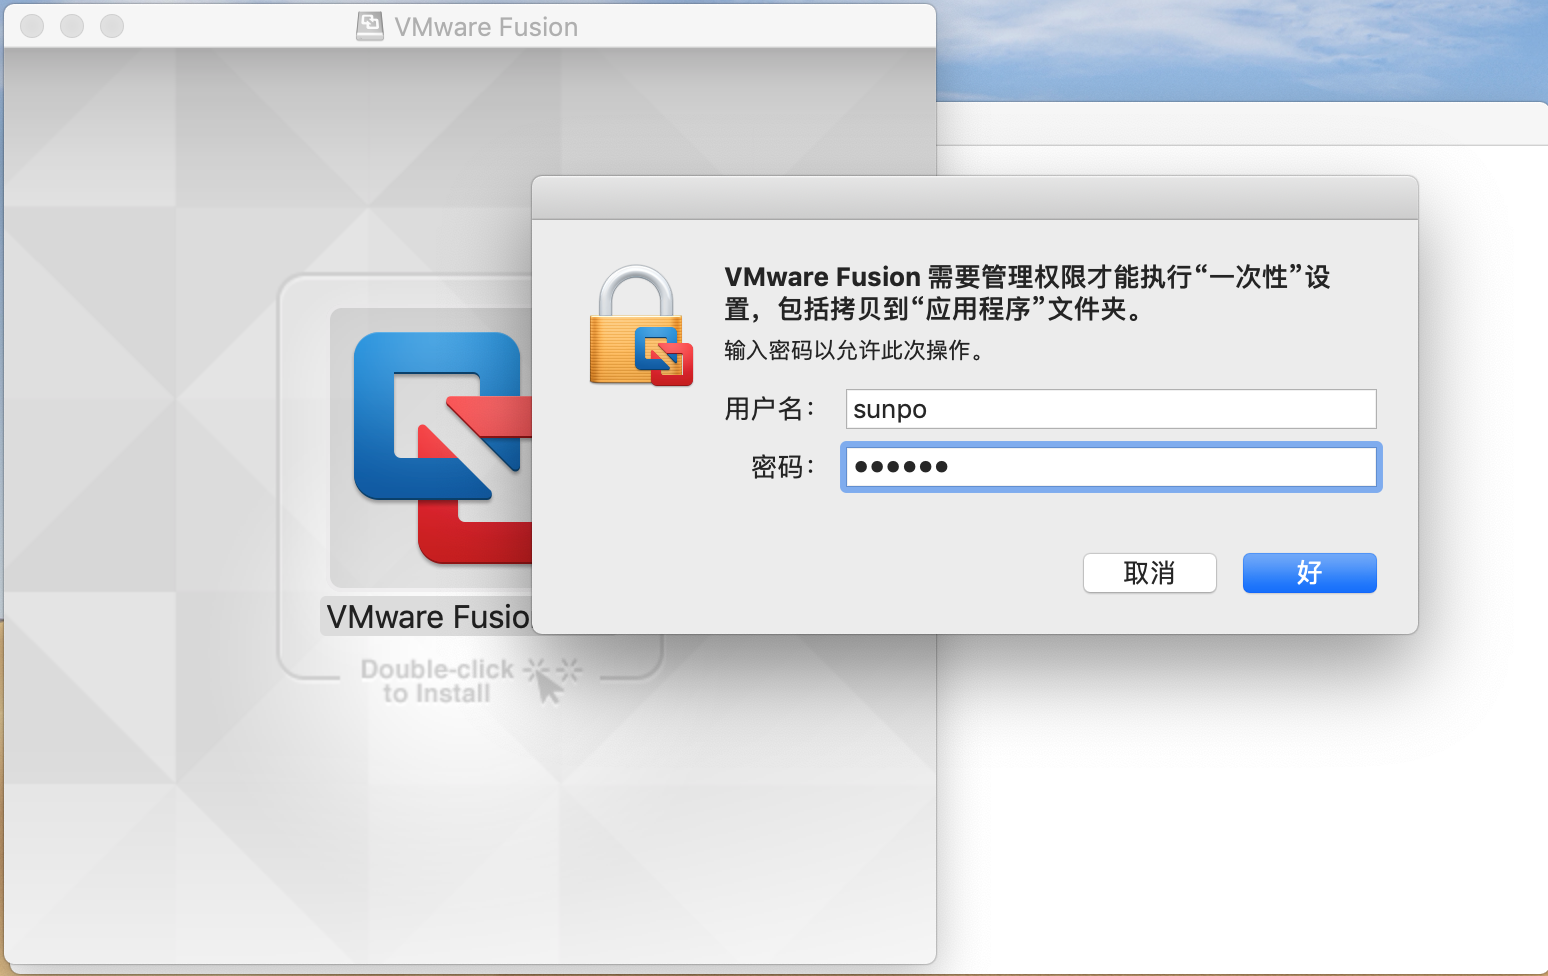 VMware Fusion
VMware Fusion 需要管理权限才能执行“一次性”设
置，包括拷贝到“应用程序”文件夹。
输入密码以允许此次操作。
用户名： sunpo
密码： ●●●●●●
取消 好
VMware Fusio
Double-click
to Install